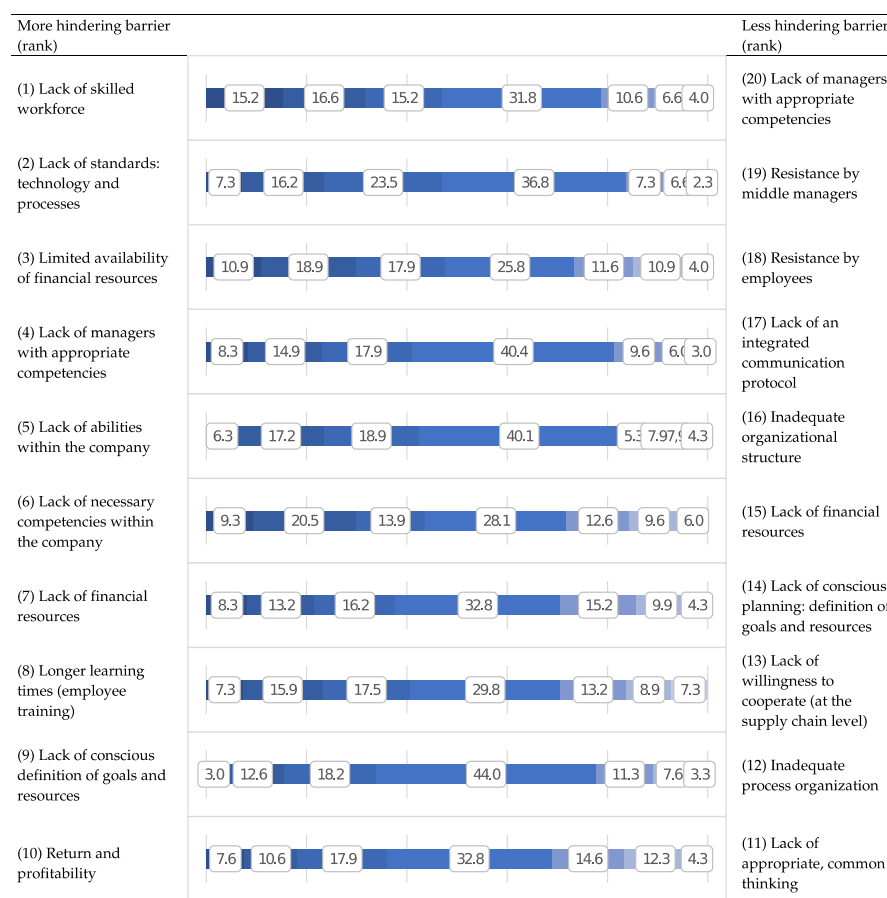 More hindering barrier
(rank)
Less hindering barrier
(rank)
(1) Lack of skilled
workforce
15.2 16.6 15.2 31.8 10.6 6.6 4.0
(20) Lack of managers
with appropriate
competencies
(2) Lack of standards:
technology and
processes
7.3 16.2 23.5 36.8 7.3 6.6 2.3
(19) Resistance by
middle managers
(3) Limited availability
of financial resources
10.9 18.9 17.9 25.8 11.6 10.9 4.0
(18) Resistance by
employees
(4) Lack of managers
with appropriate
competencies
8.3 14.9 17.9 40.4 9.6 6.0 3.0
(17) Lack of an
integrated
communication
protocol
(5) Lack of abilities
within the company
6.3 17.2 18.9 40.1 5.3 7.9 7,9 4.3
(16) Inadequate
organizational
structure
(6) Lack of necessary
competencies within
the company
9.3 20.5 13.9 28.1 12.6 9.6 6.0
(15) Lack of financial
resources
(7) Lack of financial
resources
8.3 13.2 16.2 32.8 15.2 9.9 4.3
(14) Lack of conscious
planning: definition of
goals and resources
(8) Longer learning
times (employee
training)
7.3 15.9 17.5 29.8 13.2 8.9 7.3
(13) Lack of
willingness to
cooperate (at the
supply chain level)
(9) Lack of conscious
definition of goals and
resources
3.0 12.6 18.2 44.0 11.3 7.6 3.3
(12) Inadequate
process organization
(10) Return and
profitability
7.6 10.6 17.9 32.8 14.6 12.3 4.3
(11) Lack of
appropriate, common
thinking